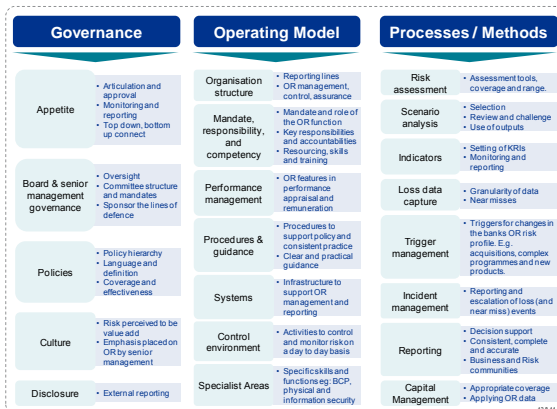 Governance
Appetite
• Articulation and
approval
• Monitoring and
reporting
• Top down, bottom
up connect
Board & senior
management
governance
• Oversight
• Committee structure
and mandates
• Sponsor the lines of
defence
Policies
• Policy hierarchy
• Language and
definition
• Coverage and
effectiveness
Culture
• Risk perceived to be
value add
• Emphasis placed on
OR by senior
management
Disclosure
• External reporting
Operating Model
Organisation
structure
• Reporting lines
• OR management,
control, assurance
Mandate,
responsibility,
and
competency
• Mandate and role of
the OR function
• Key responsibilities
and accountabilities
• Resourcing, skills
and training
Performance
management
• OR features in
performance
appraisal and
remuneration
Procedures &
guidance
• Procedures to
support policy and
consistent practice
• Clear and practical
guidance
Systems
• Infrastructure to
support OR
management and
reporting
Control
environment
• Activities to control
and monitor risk on
a day to day basis
Specialist Areas
• Specific skills and
functions eg: BCP,
physical and
information security
Processes / Methods
Risk
assessment
• Assessment tools,
coverage and range.
Scenario
analysis
• Selection
• Review and challenge
• Use of outputs
Indicators
• Setting of KRIs
• Monitoring and
reporting
Loss data
capture
• Granularity of data
• Near misses
Trigger
management
• Triggers for changes in
the banks OR risk
profile. E.g.
acquisitions, complex
programmes and new
products.
Incident
management
• Reporting and
escalation of loss (and
near miss) events
Reporting
• Decision support
• Consistent, complete
and accurate
• Business and Risk
communities
Capital
Management
• Appropriate coverage
• Applying OR data